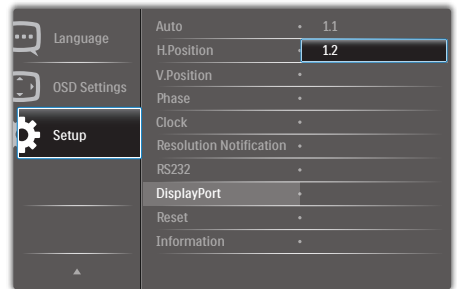 Language
OSD Settings
Setup
Auto
H.Position
V.Position
Phase
Clock
Resolution Notification
RS232
DisplayPort
Reset
Information
1.1
1.2